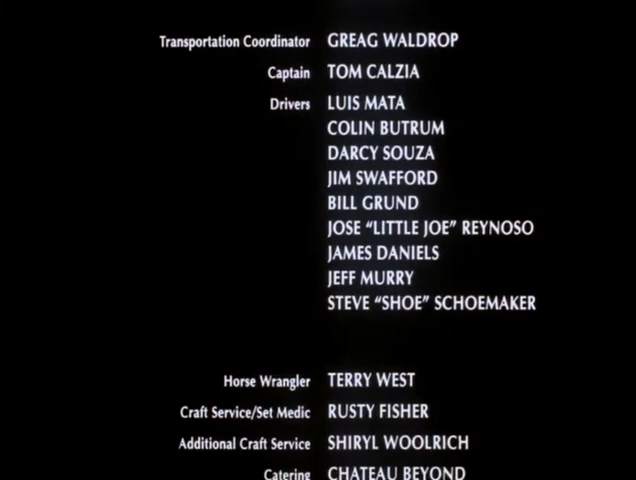 Transportation Coordinator GREAG WALDROP
Captain TOM CALZIA
Drivers LUIS MATA
COLIN BUTRUM
DARCY SOUZA
JIM SWAFFORD
BILL GRUND
JOSE “LITTLE JOE” REYNOSO
JAMES DANIELS
JEFF MURRY
STEVE “SHOE” SCHOEMAKER
Horse Wrangler TERRY WEST
Craft Service/Set Medic RUSTY FISHER
Additional Craft Service SHIRYL WOOLRICH
Catering CHATEAU BEYOND